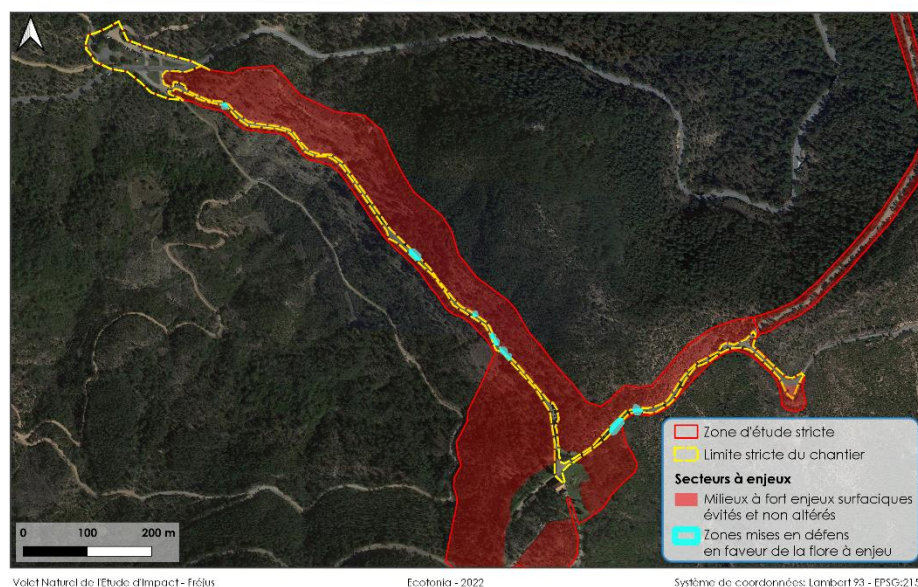 Zone d'étude stricte
Limite stricte du chantier
Secteurs à enjeux
Milieux à fort enjeux surfaciques
évités et non altérés
Zones mises en défens
en faveur de la flore à enjeu
0 100 200 m
Volet Naturel de l'Etude d'Impact - Fréjus Ecotonia - 2022 Système de coordonnées: Lambert 93 - EPSG:215